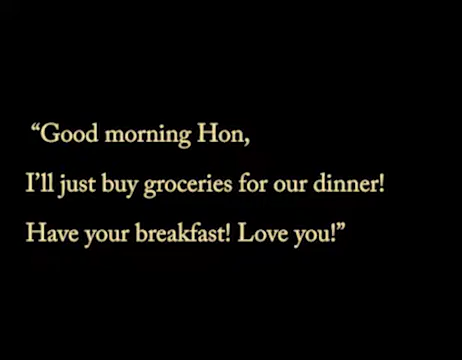 “Good morning Hon,
I’ll just buy groceries for our dinner!
Have your breakfast! Love you!”